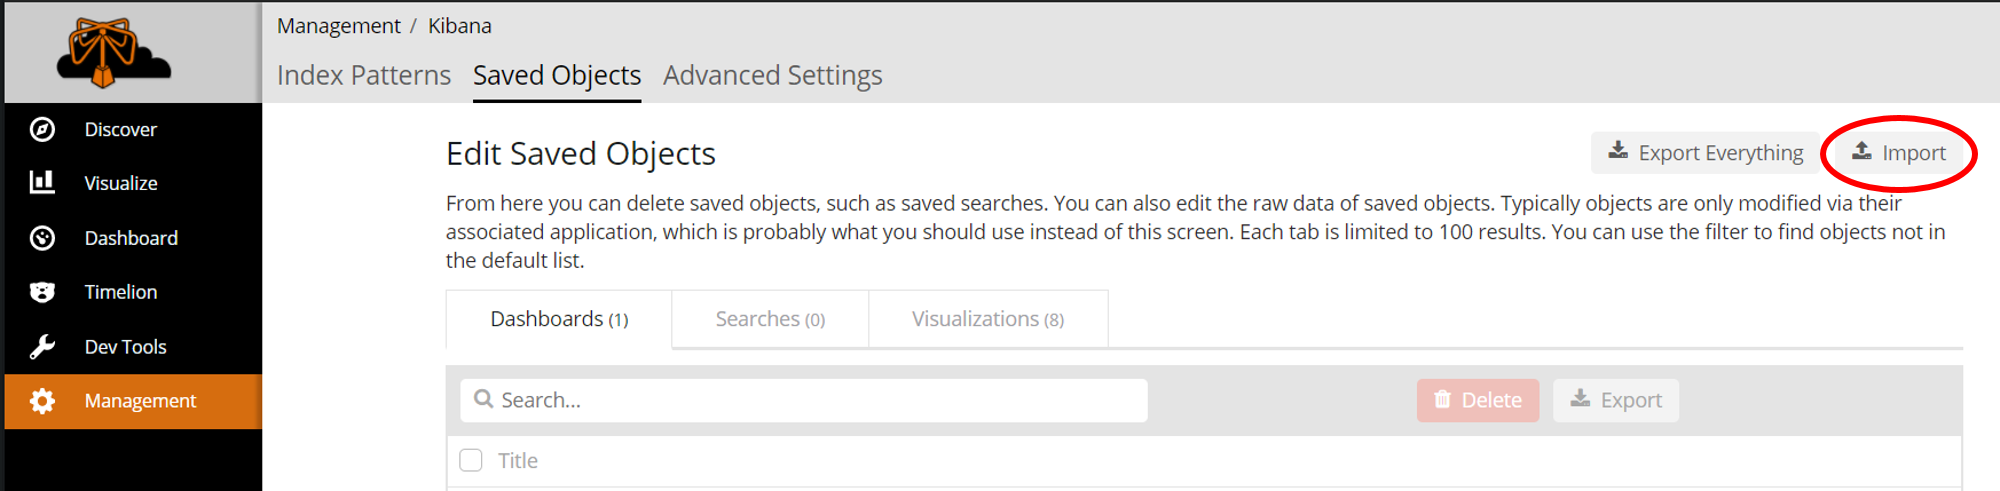 Management / Kibana
Index Patterns Saved Objects Advanced Settings
Discover
Visualize
Dashboard
Timelion
Dev Tools
Management
Edit Saved Objects
Export Everything
Import
From here you can delete saved objects, such as saved searches. You can also edit the raw data of saved objects. Typically objects are only modified via their
associated application, which is probably what you should use instead of this screen. Each tab is limited to 100 results. You can use the filter to find objects not in
the default list.
Dashboards (1) Searches (0) Visualizations (8)
Search... Delete Export
Title